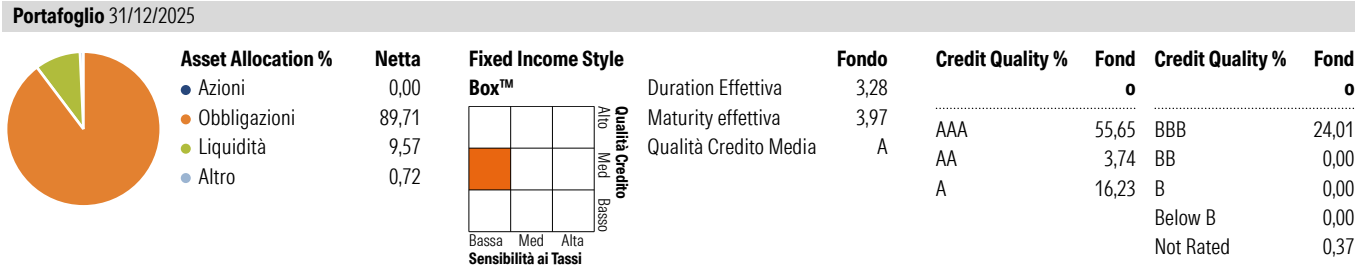 Portafoglio 31/12/2025
Asset Allocation % Netta
Azioni 0,00
Obbligazioni 89,71
Liquidità 9,57
Altro 0,72
Fixed Income Style
Box™
Alto Med Basso
Qualità Credito
Bassa Med Alta
Sensibilità ai Tassi
Fondo
Duration Effettiva 3,28
Maturity effettiva 3,97
Qualità Credito Media A
Credit Quality % Fond
o
AAA 55,65
AA 3,74
A 16,23
Credit Quality % Fond
o
BBB 24,01
BB 0,00
B 0,00
Below B 0,00
Not Rated 0,37